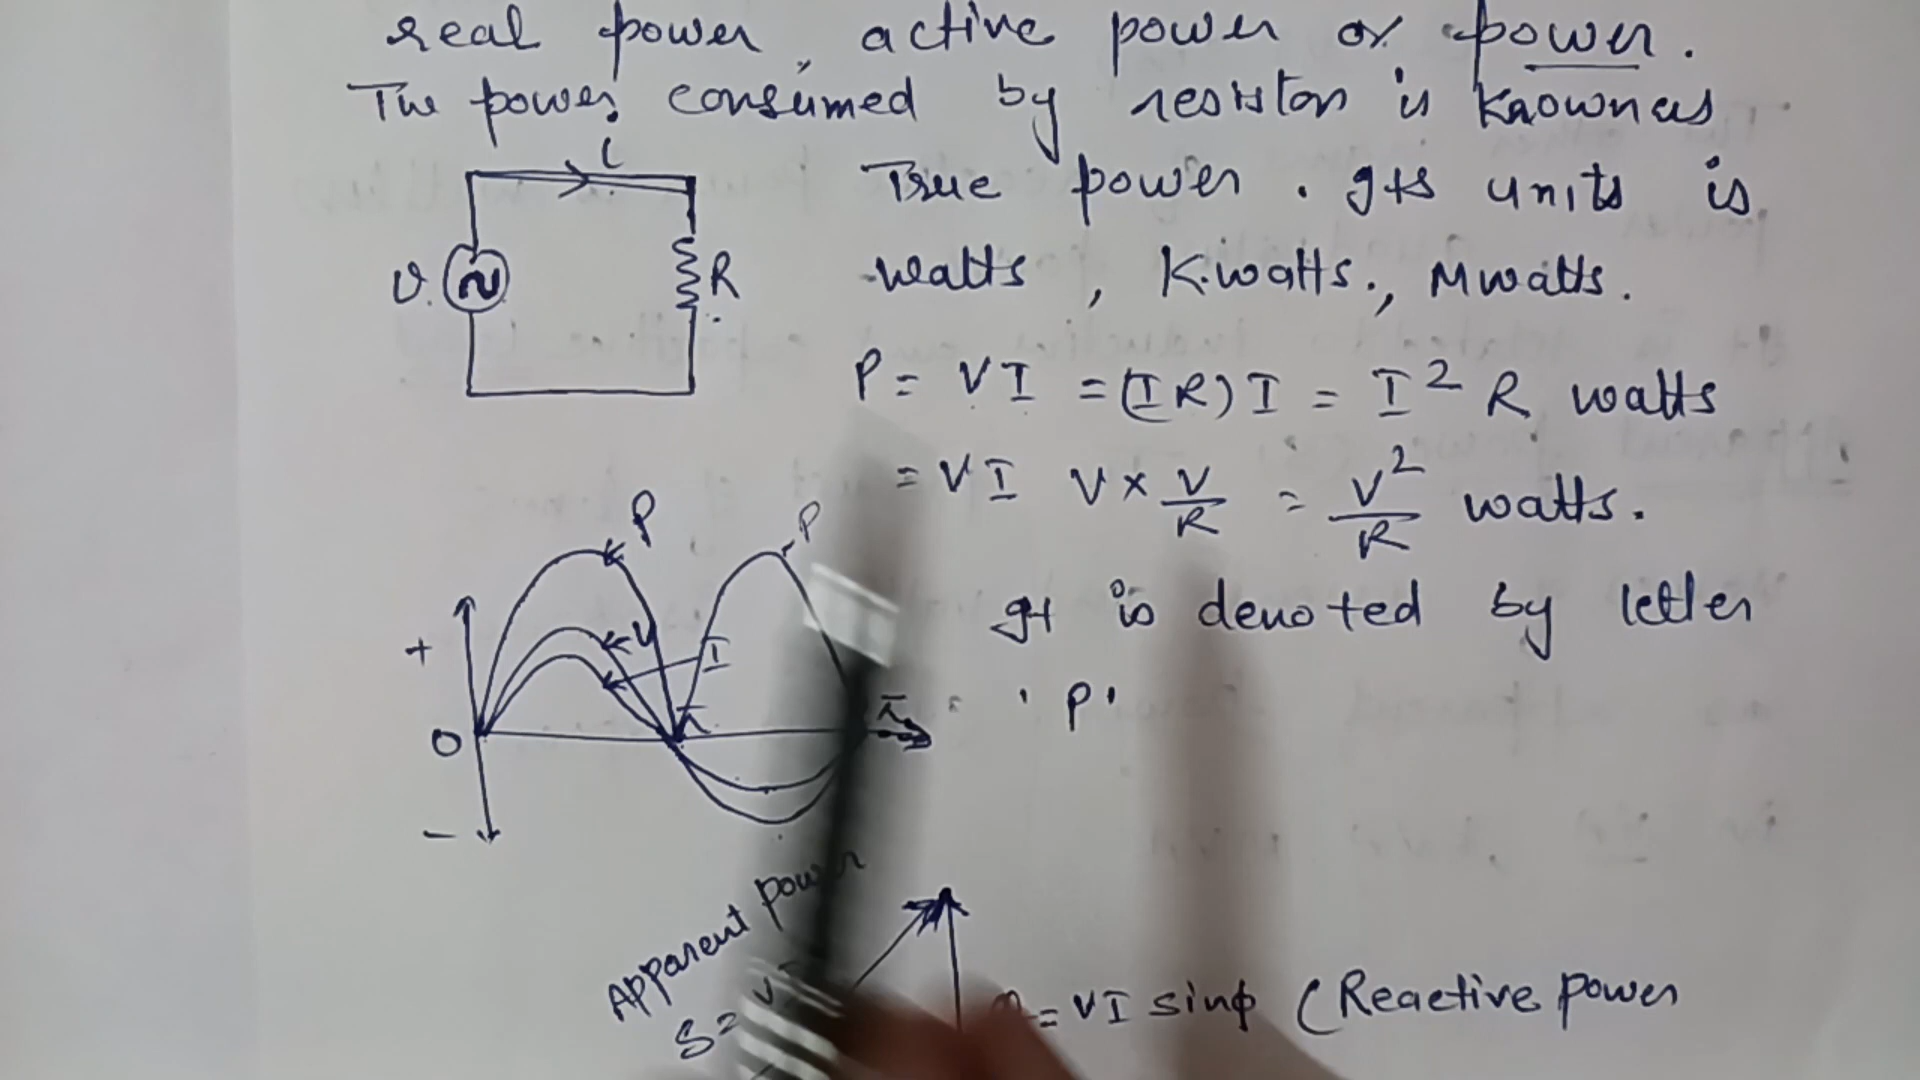 real power, active power or power.
The power consumed by resistor is known as
True power. Its units is
watts, K.watts., Mwatts.
i
V.
R
P = VI = (IR) I = I² R watts
= VI V × V/R = V²/R watts.
It is denoted by letter
'P'
P
P
V
I
+
0
-
π
Apparent power
S =
= VI sinφ (Reactive power